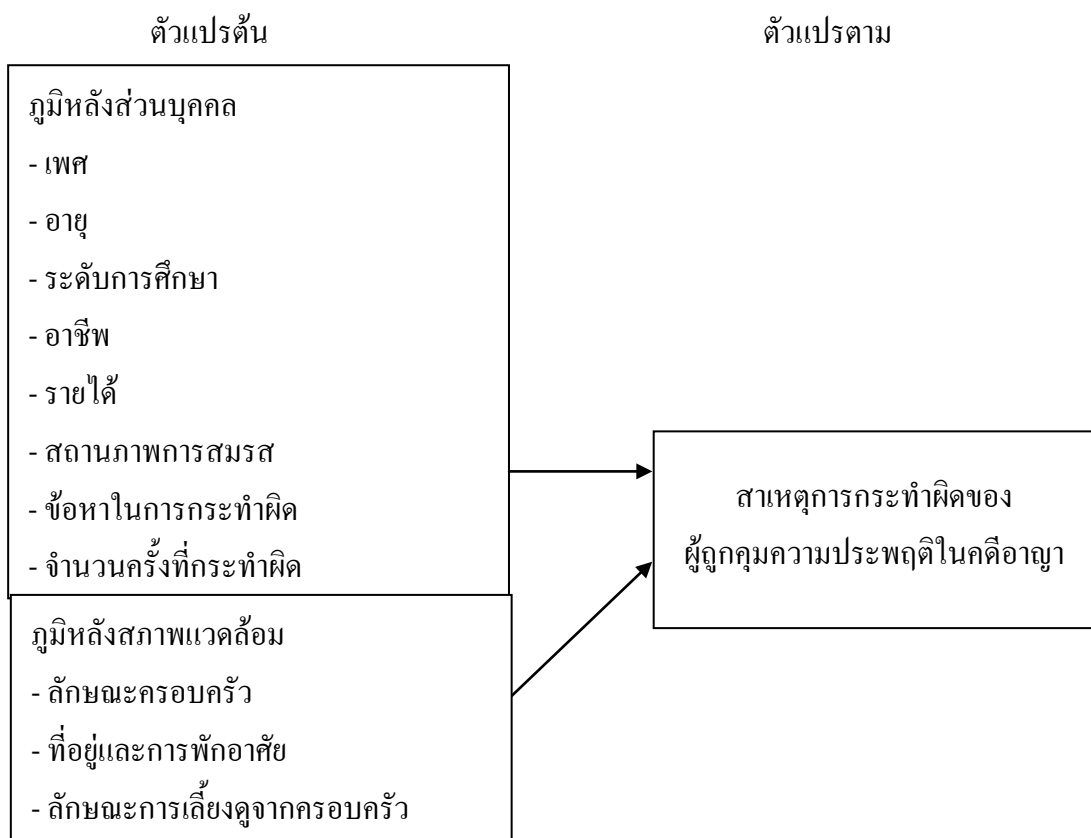 ตัวแปรต้น
ตัวแปรตาม
ภูมิหลังส่วนบุคคล
- เพศ
- อายุ
- ระดับการศึกษา
- อาชีพ
- รายได้
- สถานภาพการสมรส
- ข้อหาในการกระทำผิด
- จำนวนครั้งที่กระทำผิด
ภูมิหลังสภาพแวดล้อม
- ลักษณะครอบครัว
- ที่อยู่และการพักอาศัย
- ลักษณะการเลี้ยงดูจากครอบครัว
สาเหตุการกระทำผิดของ
ผู้ถูกคุมความประพฤติในคดีอาญา